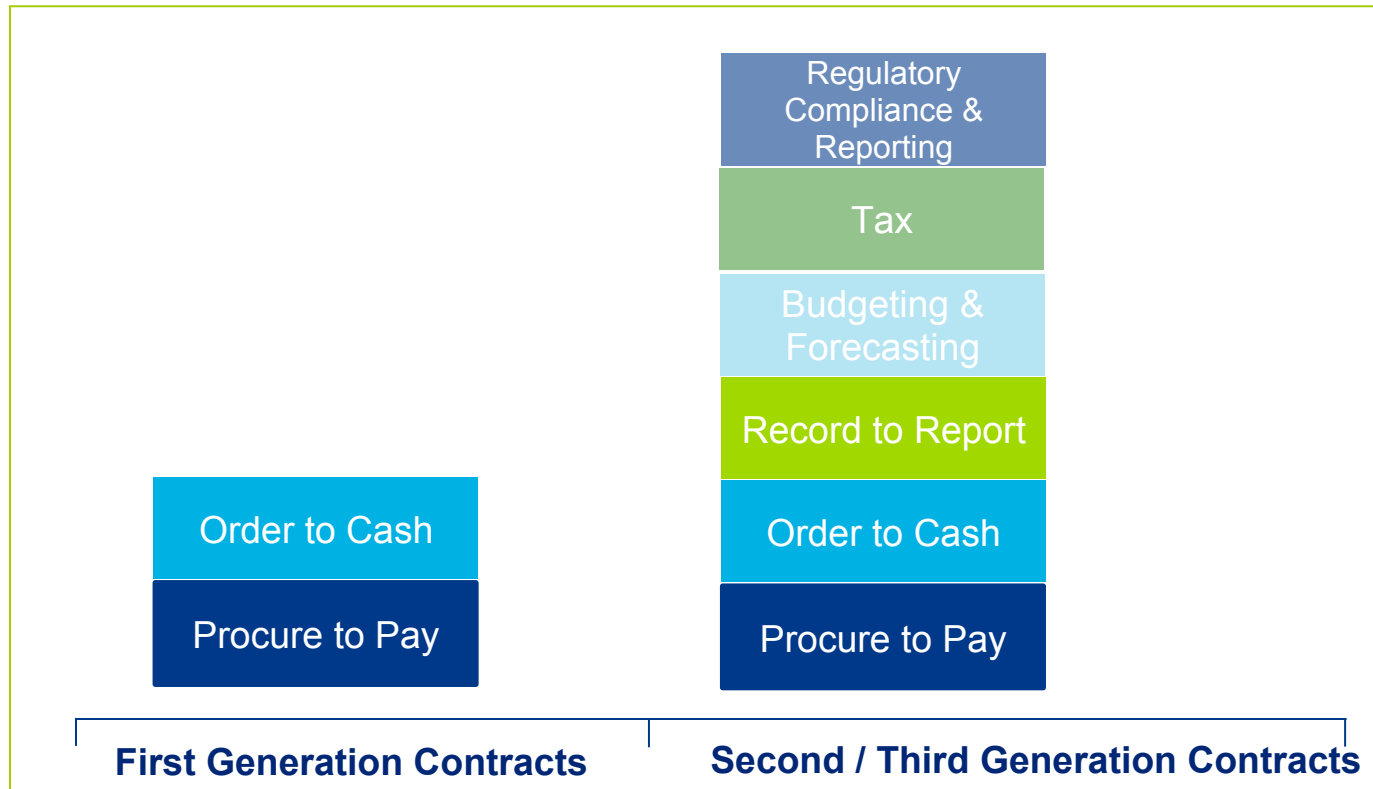 Regulatory
Compliance &
Reporting
Tax
Budgeting &
Forecasting
Record to Report
Order to Cash
Order to Cash
Procure to Pay
Procure to Pay
First Generation Contracts
Second / Third Generation Contracts